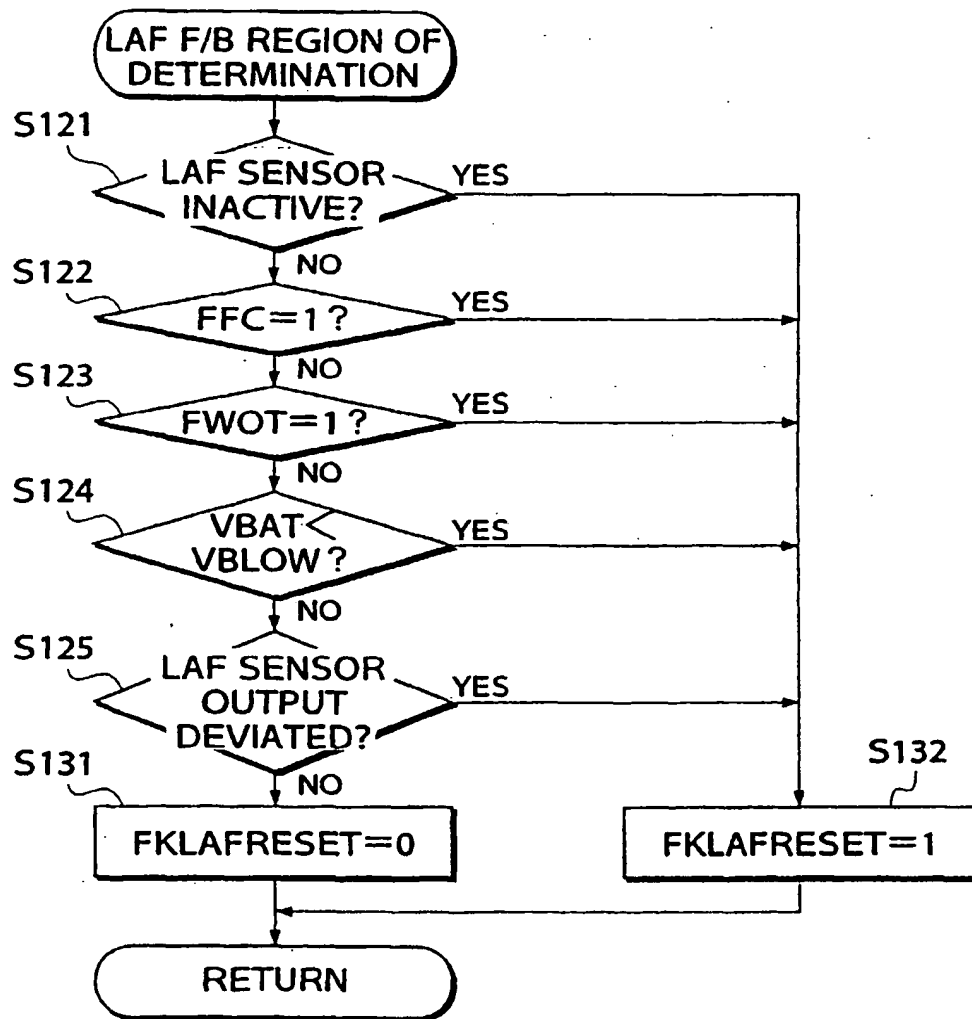 LAF F/B REGION OF
DETERMINATION
S121
LAF SENSOR
INACTIVE?
YES
NO
S122
FFC=1?
YES
NO
S123
FWOT=1?
YES
NO
S124
VBAT<
VBLOW?
YES
NO
S125
LAF SENSOR
OUTPUT
DEVIATED?
YES
NO
S131
FKLAFRESET=0
S132
FKLAFRESET=1
RETURN